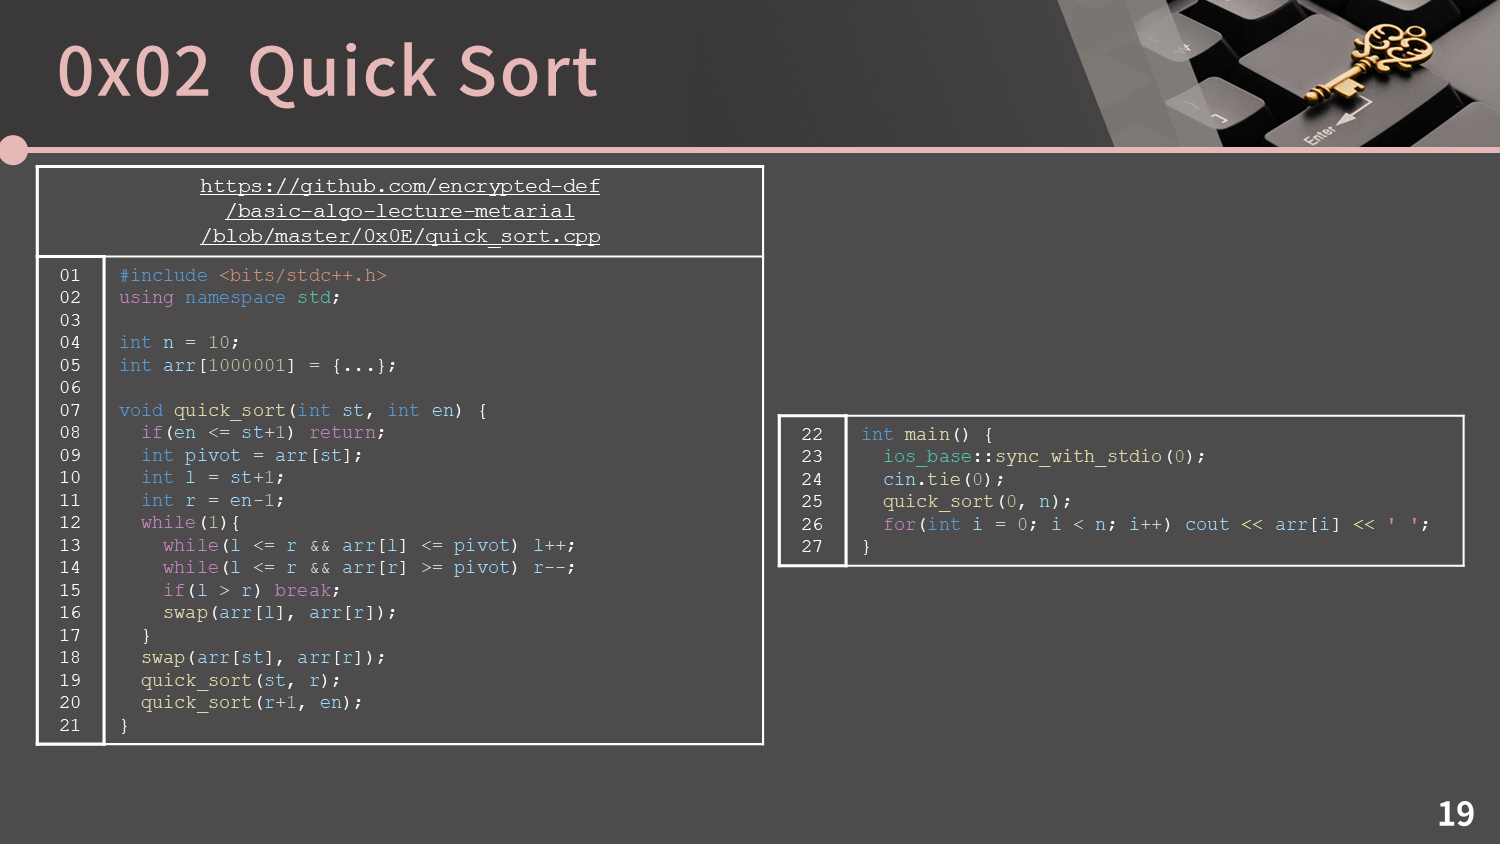 0x02 Quick Sort
Enter
https://github.com/encrypted-def
/basic-algo-lecture-metarial
/blob/master/0x0E/quick_sort.cpp
01 #include <bits/stdc++.h>
02 using namespace std;
03
04 int n = 10;
05 int arr[1000001] = {...};
06
07 void quick_sort(int st, int en) {
08   if(en <= st+1) return;
09   int pivot = arr[st];
10   int l = st+1;
11   int r = en-1;
12   while(1){
13     while(l <= r && arr[l] <= pivot) l++;
14     while(l <= r && arr[r] >= pivot) r--;
15     if(l > r) break;
16     swap(arr[l], arr[r]);
17   }
18   swap(arr[st], arr[r]);
19   quick_sort(st, r);
20   quick_sort(r+1, en);
21 }
22 int main() {
23   ios_base::sync_with_stdio(0);
24   cin.tie(0);
25   quick_sort(0, n);
26   for(int i = 0; i < n; i++) cout << arr[i] << ' ';
27 }
19